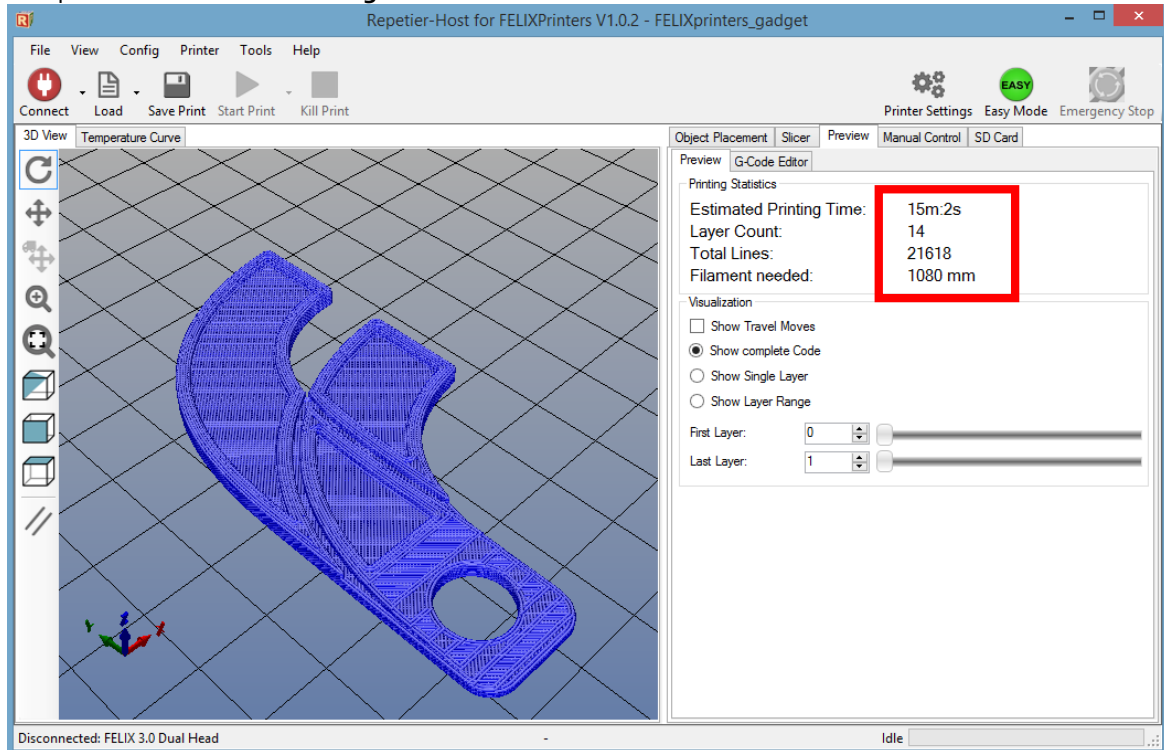 Repetier-Host for FELIXPrinters V1.0.2 - FELIXprinters_gadget
File View Config Printer Tools Help
Connect Load Save Print Start Print Kill Print Printer Settings Easy Mode Emergency Stop
EASY
3D View Temperature Curve
Object Placement Slicer Preview Manual Control SD Card
Preview G-Code Editor
Printing Statistics
Estimated Printing Time: 15m:2s
Layer Count: 14
Total Lines: 21618
Filament needed: 1080 mm
Visualization
Show Travel Moves
Show complete Code
Show Single Layer
Show Layer Range
First Layer: 0
Last Layer: 1
Disconnected: FELIX 3.0 Dual Head - Idle